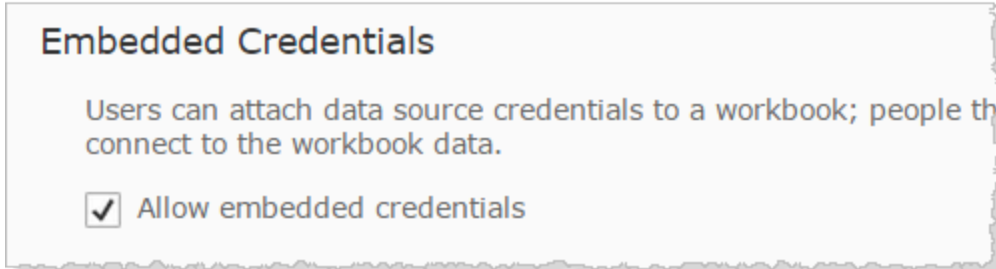 Embedded Credentials
Users can attach data source credentials to a workbook; people th
connect to the workbook data.
Allow embedded credentials